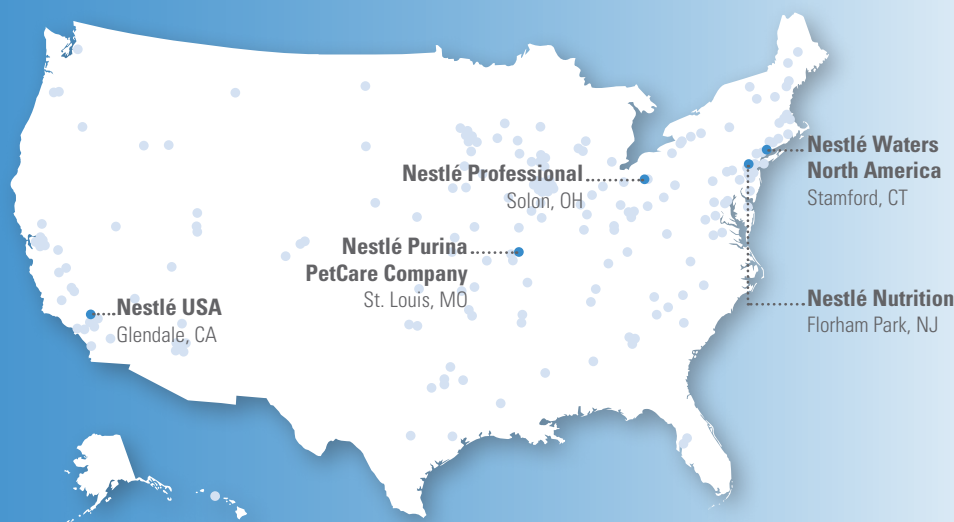 Nestlé Waters
North America
Stamford, CT
Nestlé Professional
Solon, OH
Nestlé Purina
PetCare Company
St. Louis, MO
Nestlé USA
Glendale, CA
Nestlé Nutrition
Florham Park, NJ